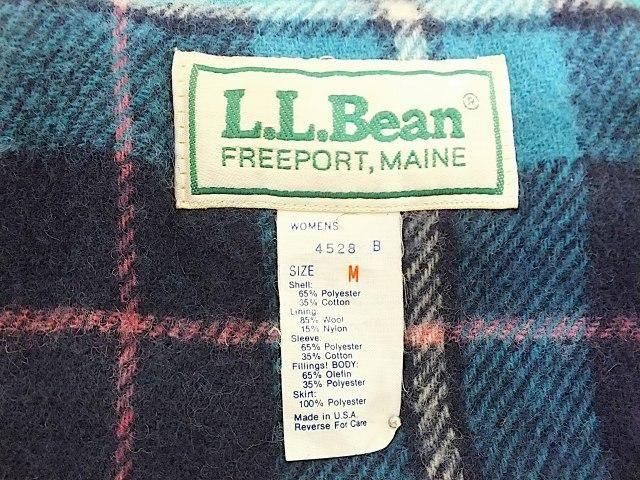 L.L.Bean®
FREEPORT, MAINE
WOMENS
4528 B
SIZE M
Shell:
65% Polyester
35% Cotton
Lining:
85% Wool
15% Nylon
Sleeve:
65% Polyester
35% Cotton
Fillings! BODY:
65% Olefin
35% Polyester
Skirt:
100% Polyester
Made in U.S.A.
Reverse For Care